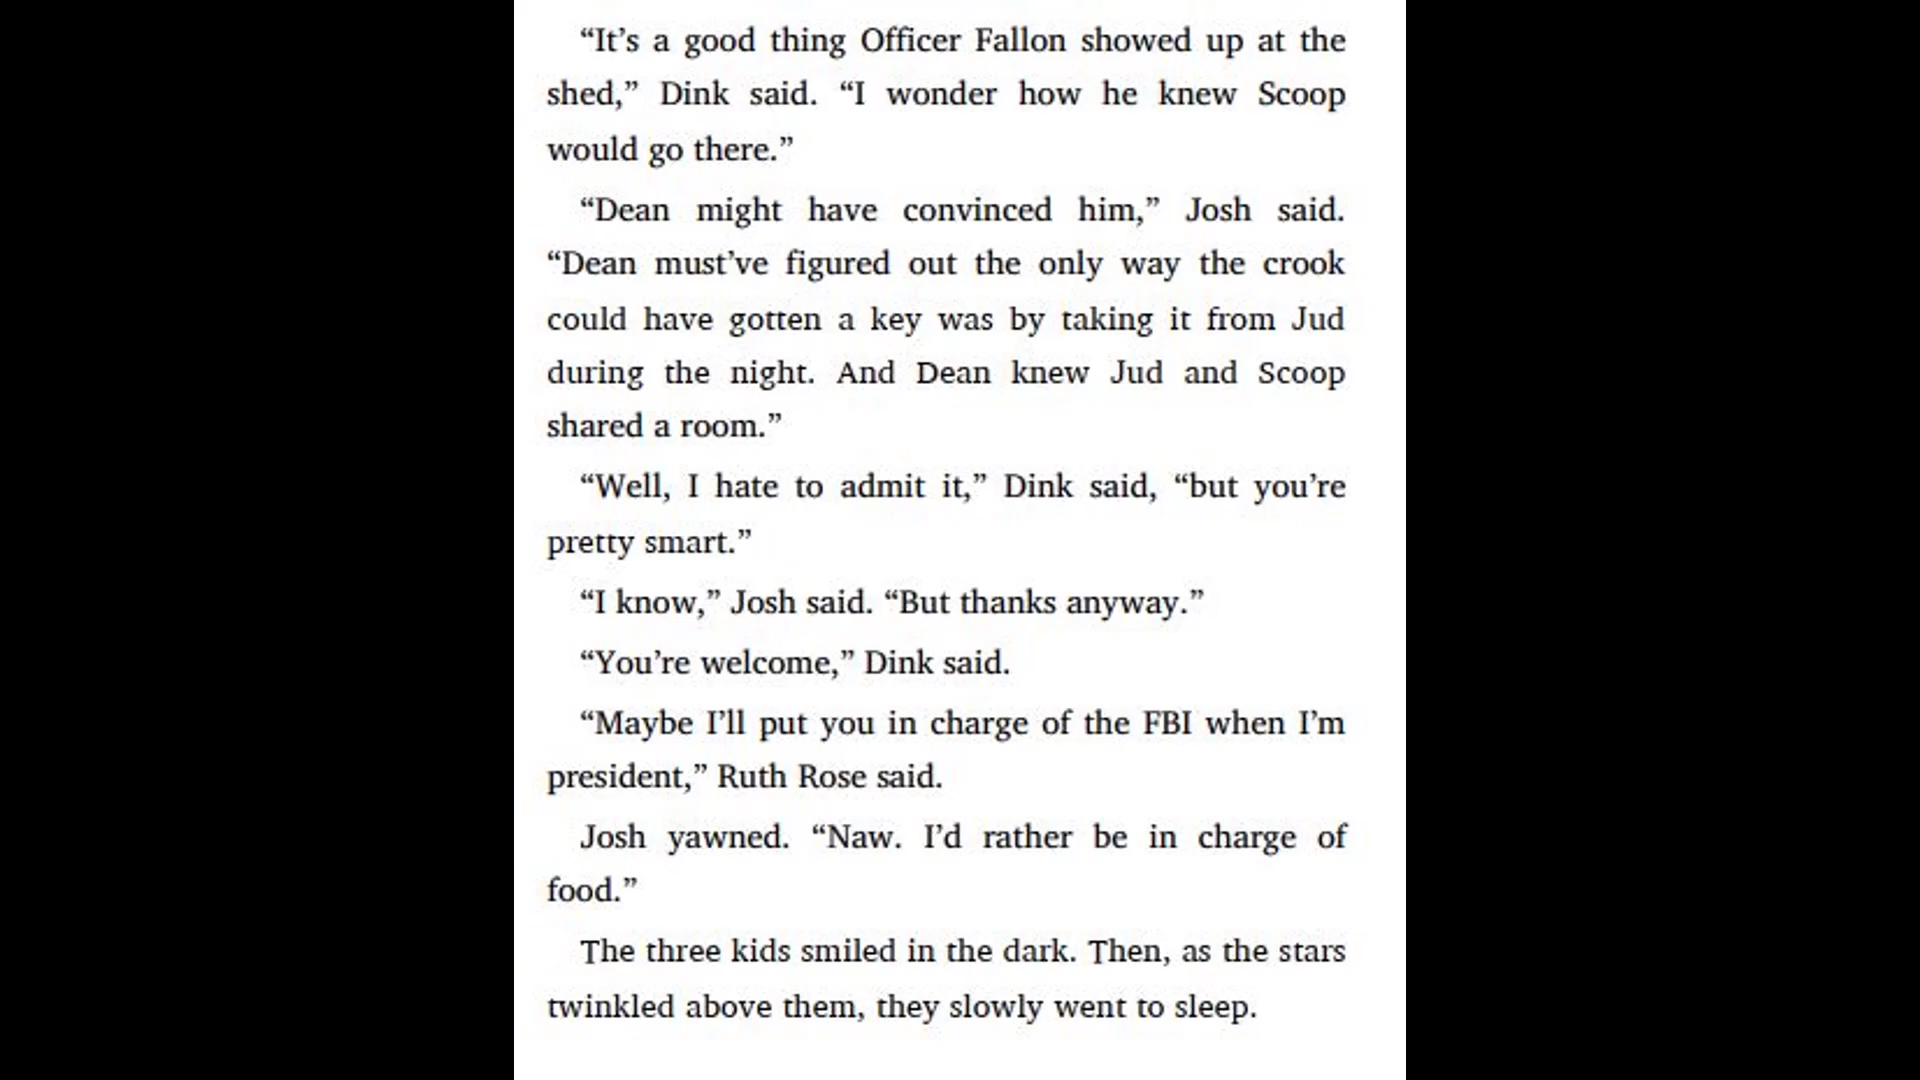 “It’s a good thing Officer Fallon showed up at the
shed,” Dink said. “I wonder how he knew Scoop
would go there.”
“Dean might have convinced him,” Josh said.
“Dean must’ve figured out the only way the crook
could have gotten a key was by taking it from Jud
during the night. And Dean knew Jud and Scoop
shared a room.”
“Well, I hate to admit it,” Dink said, “but you’re
pretty smart.”
“I know,” Josh said. “But thanks anyway.”
“You’re welcome,” Dink said.
“Maybe I’ll put you in charge of the FBI when I’m
president,” Ruth Rose said.
Josh yawned. “Naw. I’d rather be in charge of
food.”
The three kids smiled in the dark. Then, as the stars
twinkled above them, they slowly went to sleep.